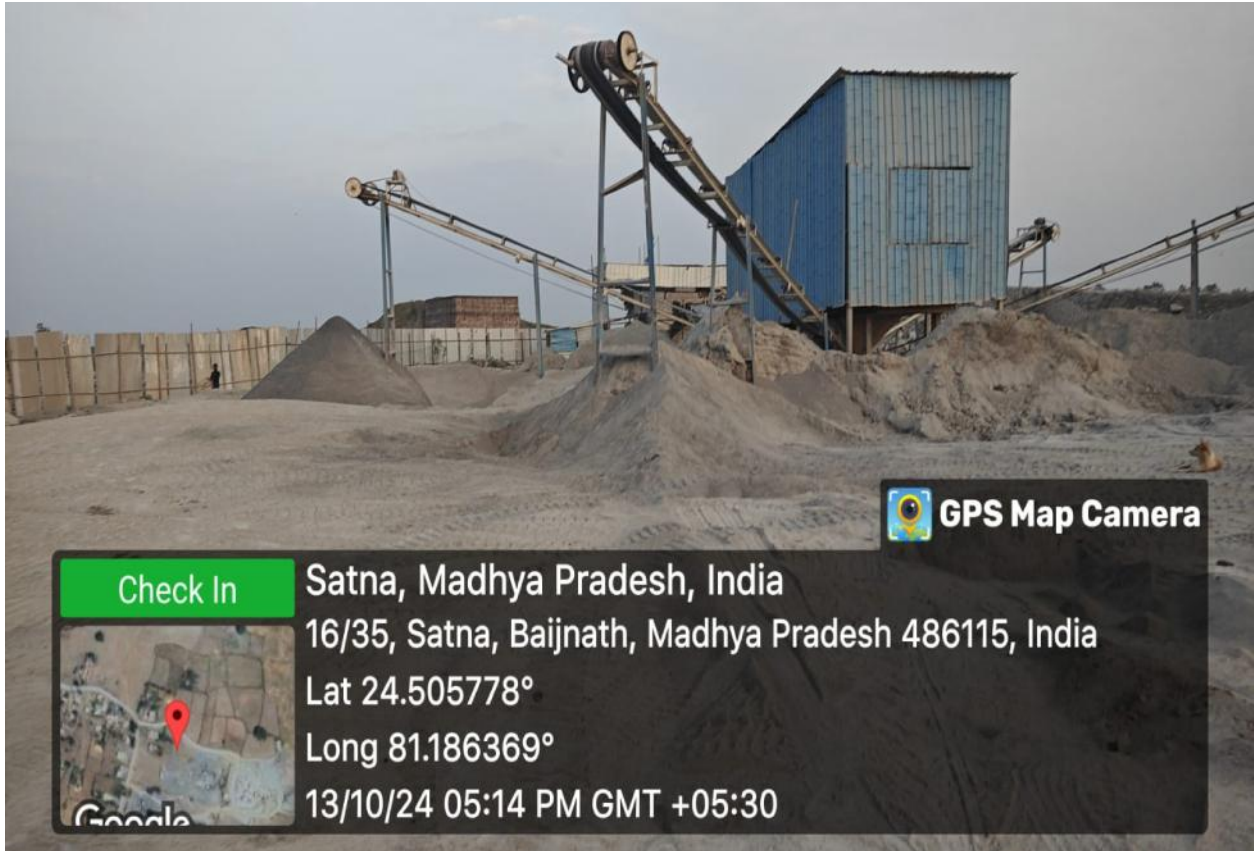 GPS Map Camera
Check In
Satna, Madhya Pradesh, India
16/35, Satna, Baijnath, Madhya Pradesh 486115, India
Lat 24.505778°
Long 81.186369°
13/10/24 05:14 PM GMT +05:30
Google